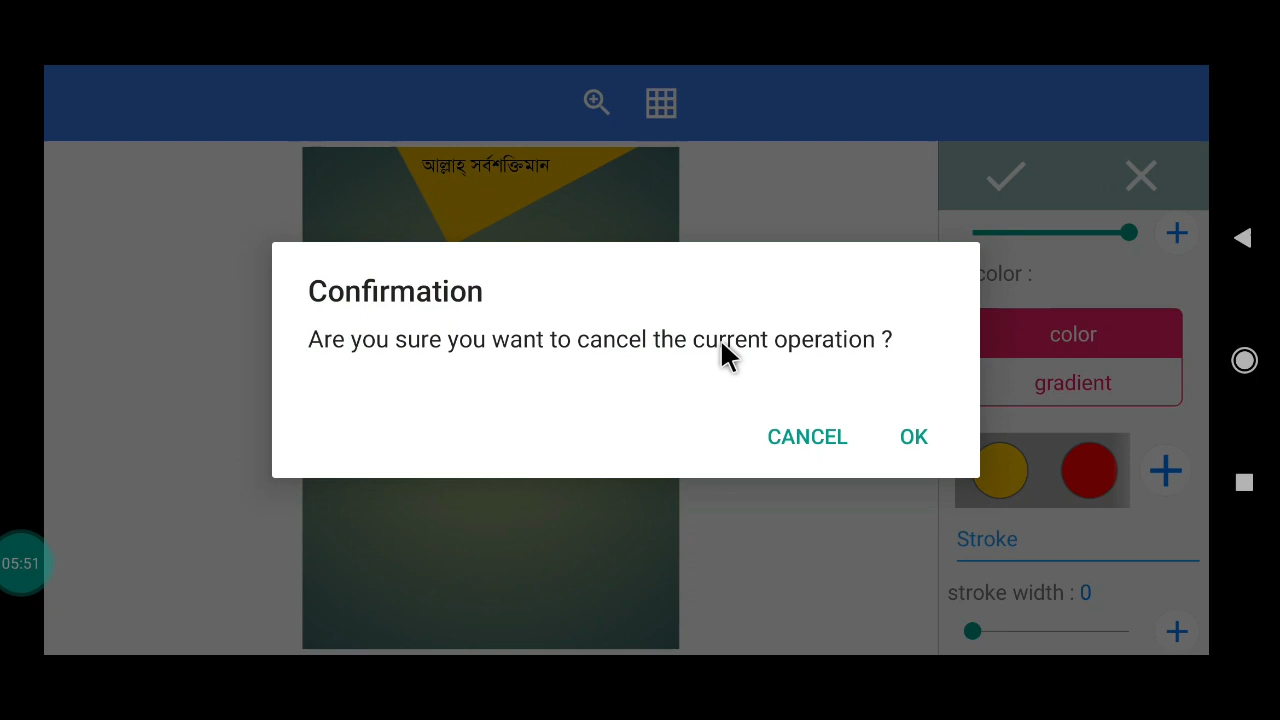 আল্লাহ্ সর্বশক্তিমান
Confirmation
Are you sure you want to cancel the current operation ?
CANCEL OK
color :
color
gradient
Stroke
stroke width : 0
05:51